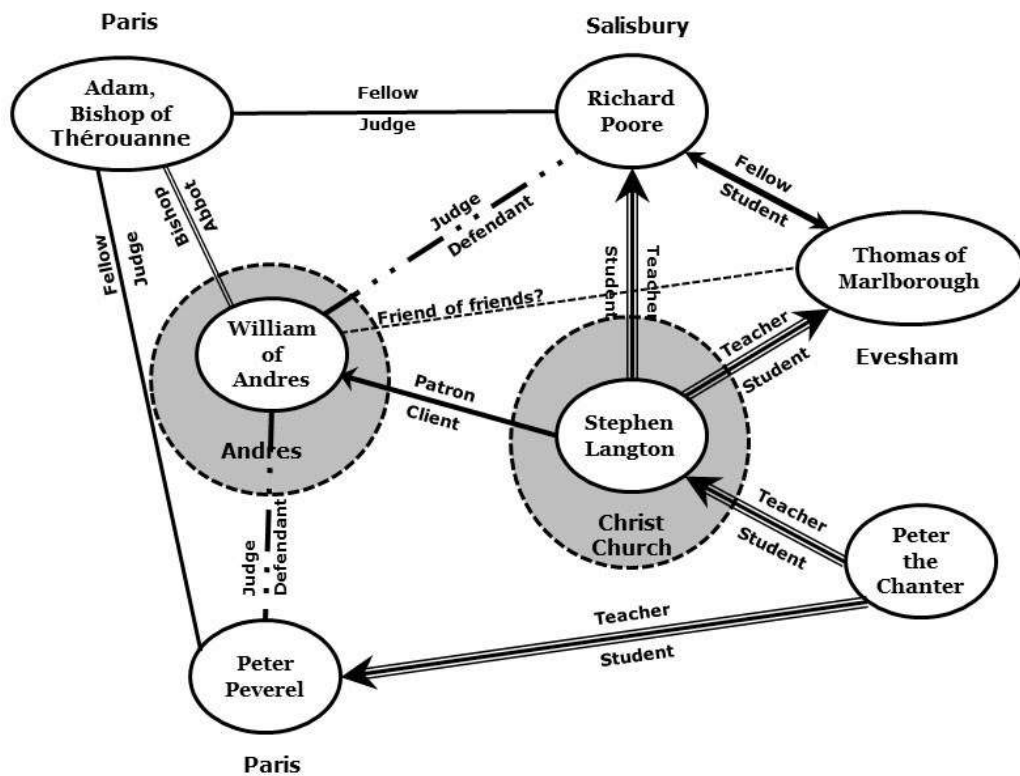 Paris
Salisbury
Adam,
Bishop of
Thérouanne
Fellow
Judge
Richard
Poore
Fellow
Student
Bishop
Abbot
Judge
Defendant
Fellow
Judge
Student
Teacher
Thomas of
Marlborough
Evesham
Friend of friends?
William
of
Andres
Andres
Patron
Client
Teacher
Student
Stephen
Langton
Christ
Church
Teacher
Student
Peter
the
Chanter
Judge
Defendant
Teacher
Student
Peter
Peverel
Paris